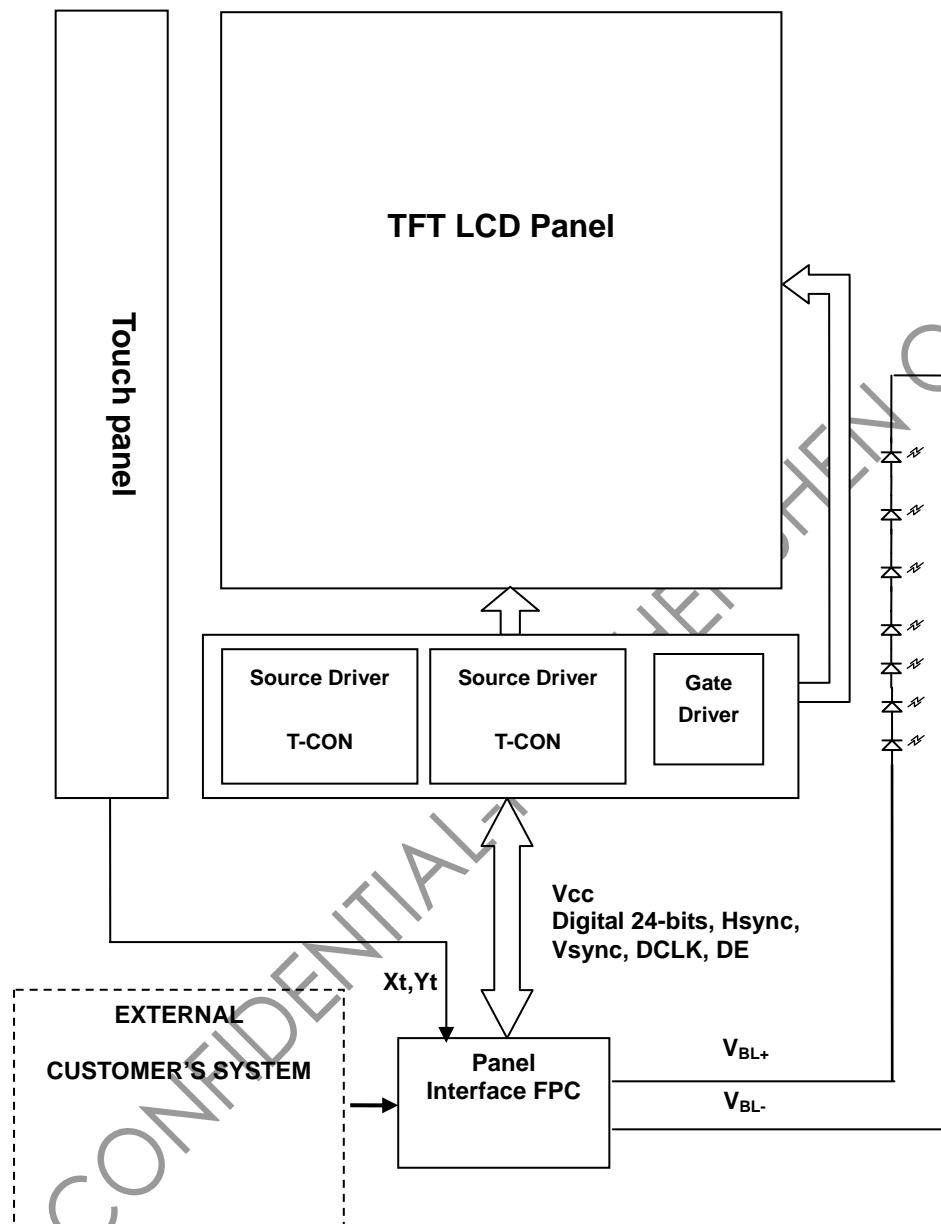 TFT LCD Panel
Touch panel
Source Driver
T-CON
Source Driver
T-CON
Gate
Driver
Vcc
Digital 24-bits, Hsync,
Vsync, DCLK, DE
Xt,Yt
EXTERNAL
CUSTOMER’S SYSTEM
Panel
Interface FPC
VBL+
VBL-
CONFIDENTIAL